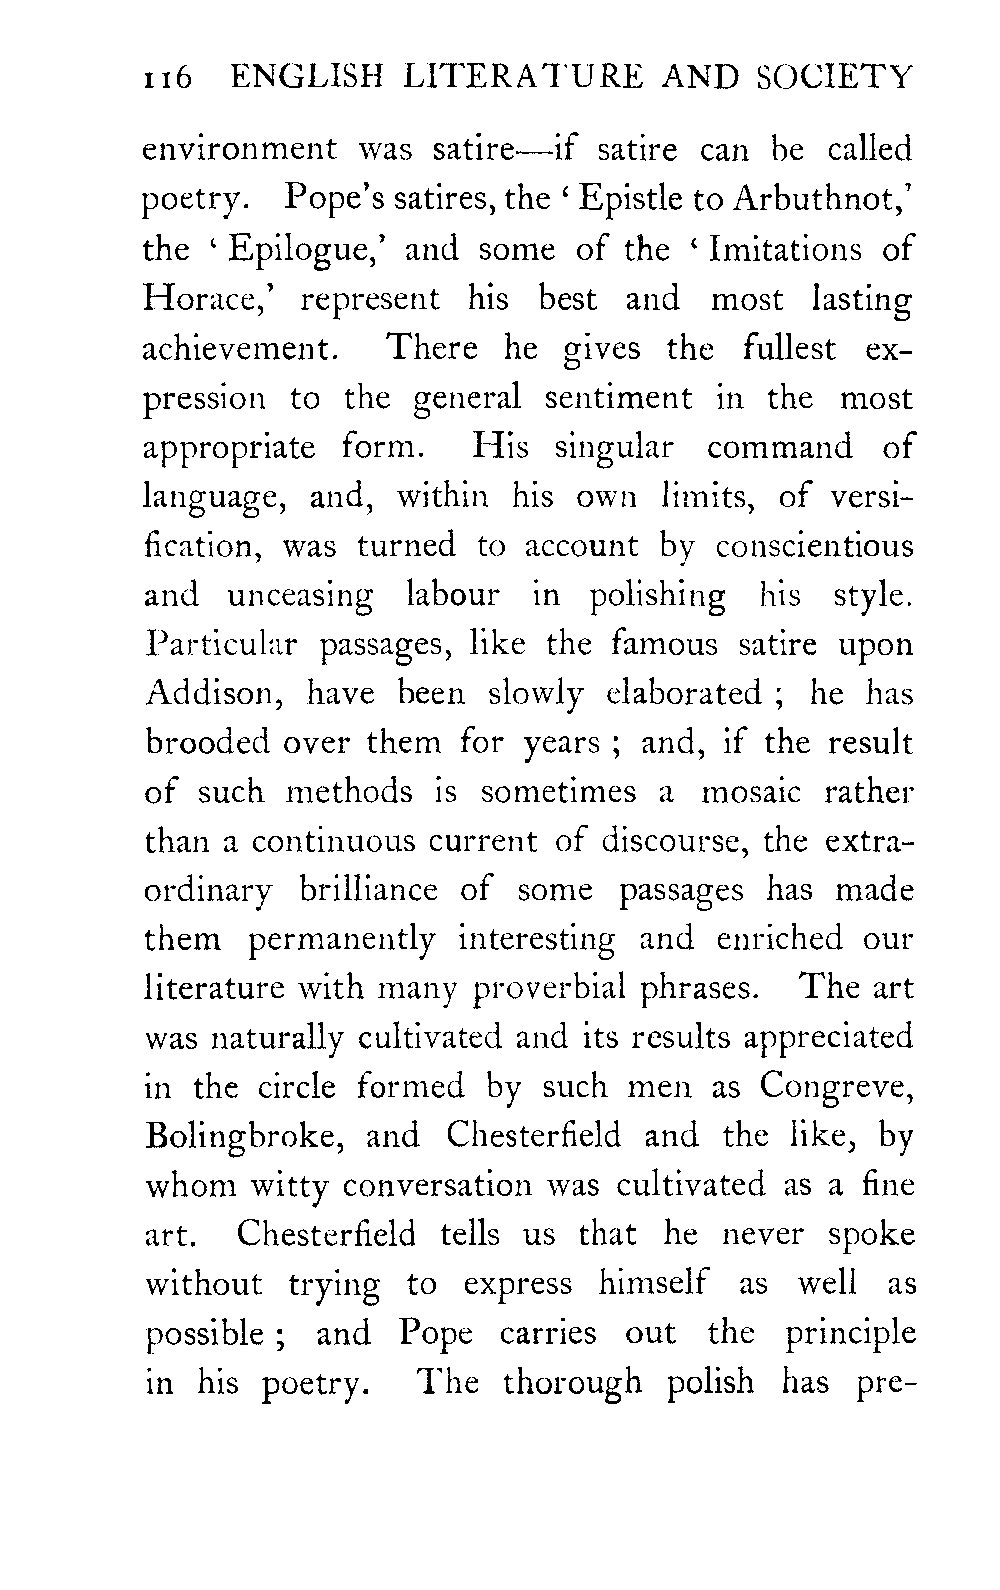 116 ENGLISH LITERATURE AND SOCIETY
environment was satire—if satire can be called
poetry. Pope's satires, the ‘Epistle to Arbuthnot,’
the ‘Epilogue,’ and some of the ‘Imitations of
Horace,’ represent his best and most lasting
achievement. There he gives the fullest ex-
pression to the general sentiment in the most
appropriate form. His singular command of
language, and, within his own limits, of versi-
fication, was turned to account by conscientious
and unceasing labour in polishing his style.
Particular passages, like the famous satire upon
Addison, have been slowly elaborated ; he has
brooded over them for years ; and, if the result
of such methods is sometimes a mosaic rather
than a continuous current of discourse, the extra-
ordinary brilliance of some passages has made
them permanently interesting and enriched our
literature with many proverbial phrases. The art
was naturally cultivated and its results appreciated
in the circle formed by such men as Congreve,
Bolingbroke, and Chesterfield and the like, by
whom witty conversation was cultivated as a fine
art. Chesterfield tells us that he never spoke
without trying to express himself as well as
possible ; and Pope carries out the principle
in his poetry. The thorough polish has pre-